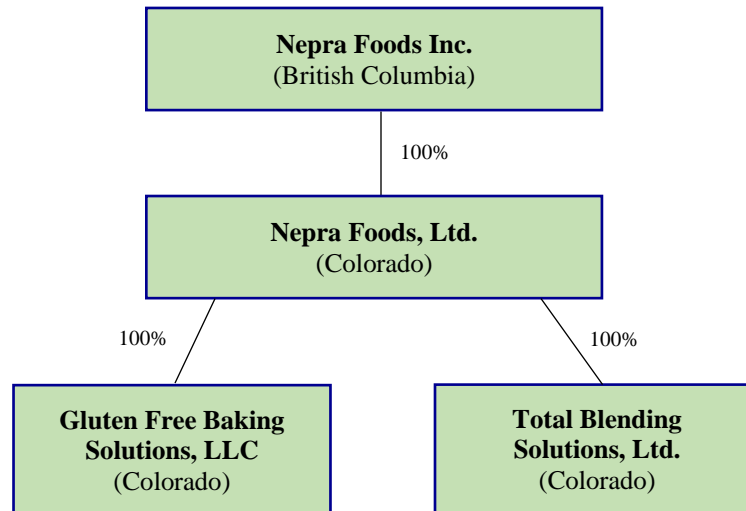 Nepra Foods Inc.
(British Columbia)
100%
Nepra Foods, Ltd.
(Colorado)
100%
100%
Gluten Free Baking
Solutions, LLC
(Colorado)
Total Blending
Solutions, Ltd.
(Colorado)